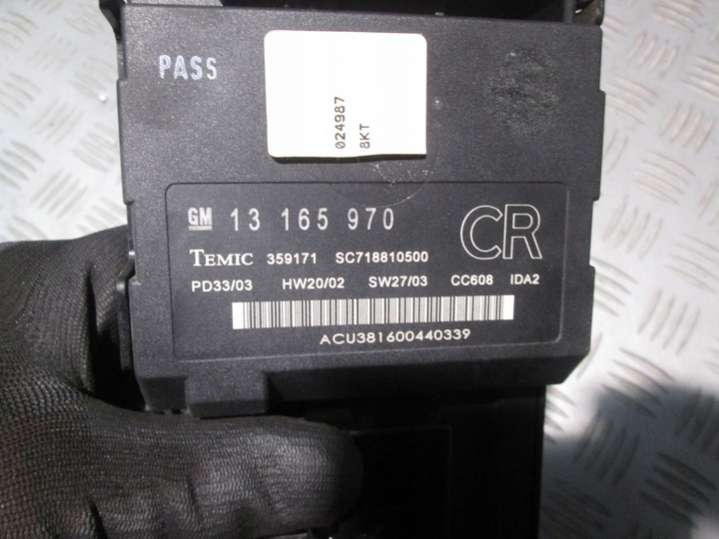 PASS
024987
8KT
GM 13 165 970
CR
TEMIC 359171 SC718810500
PD33/03 HW20/02 SW27/03 CC608 IDA2
ACU381600440339